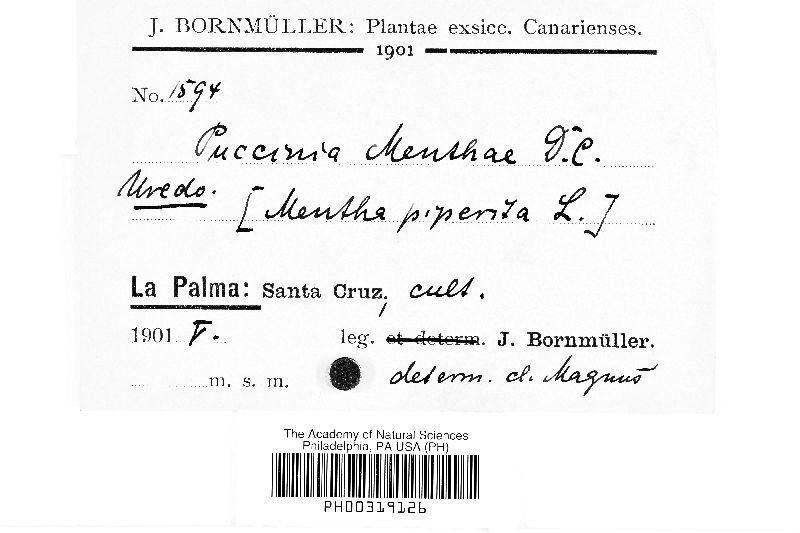 J. BORNMÜLLER: Plantae exsicc. Canarienses.
1901
No. 1594
Puccinia Menthae D.C.
Uredo.
[Mentha piperita L.]
La Palma: Santa Cruz, cult.
1901 V. leg. et determ. J. Bornmüller.
m. s. m. determ. cl. Magnus
The Academy of Natural Sciences
Philadelphia, PA USA (PH)
PH00319126